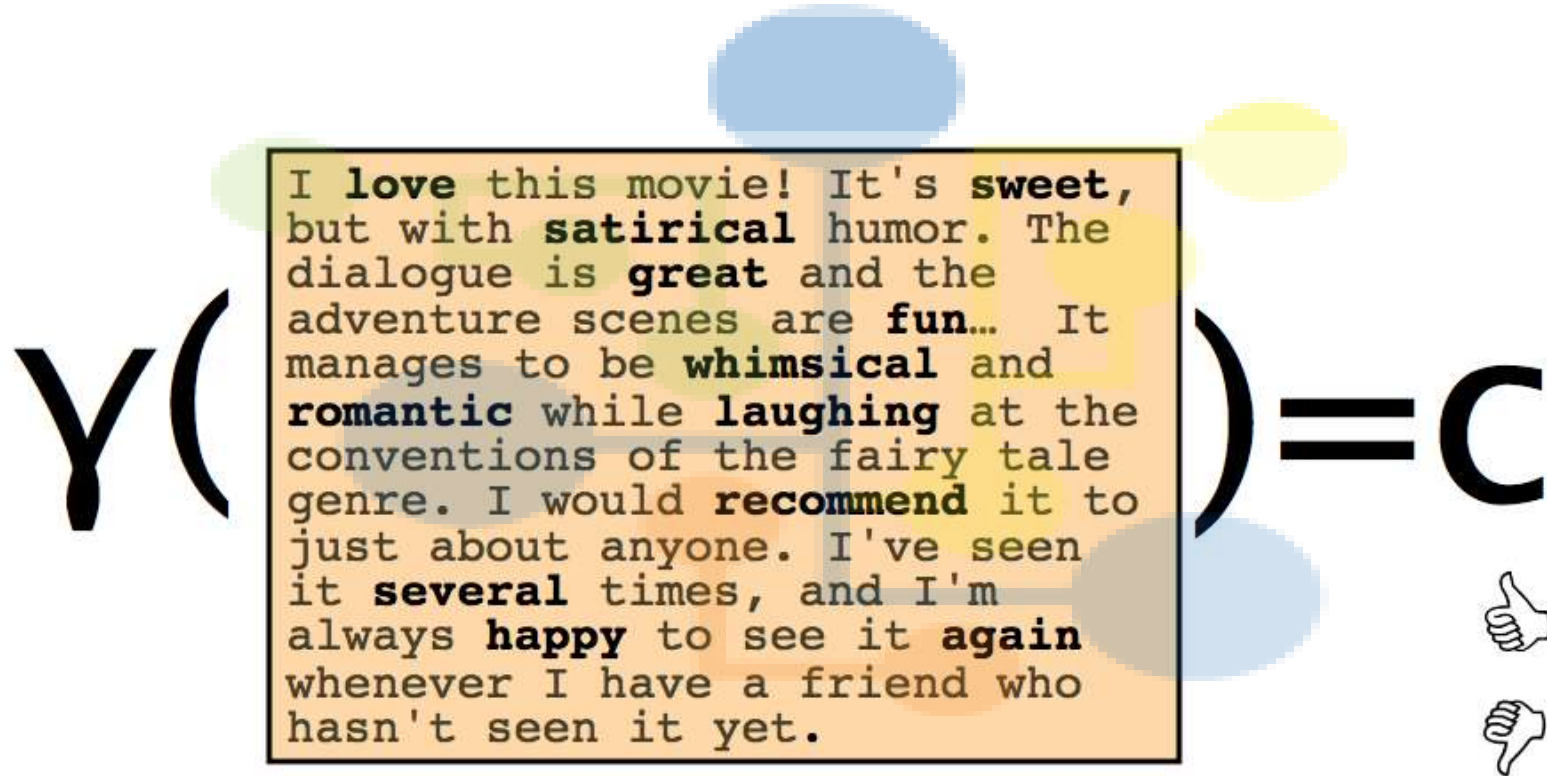 I love this movie! It's sweet,
but with satirical humor. The
dialogue is great and the
adventure scenes are fun… It
manages to be whimsical and
romantic while laughing at the
conventions of the fairy tale
genre. I would recommend it to
just about anyone. I've seen
it several times, and I'm
always happy to see it again
whenever I have a friend who
hasn't seen it yet.
γ( )=c